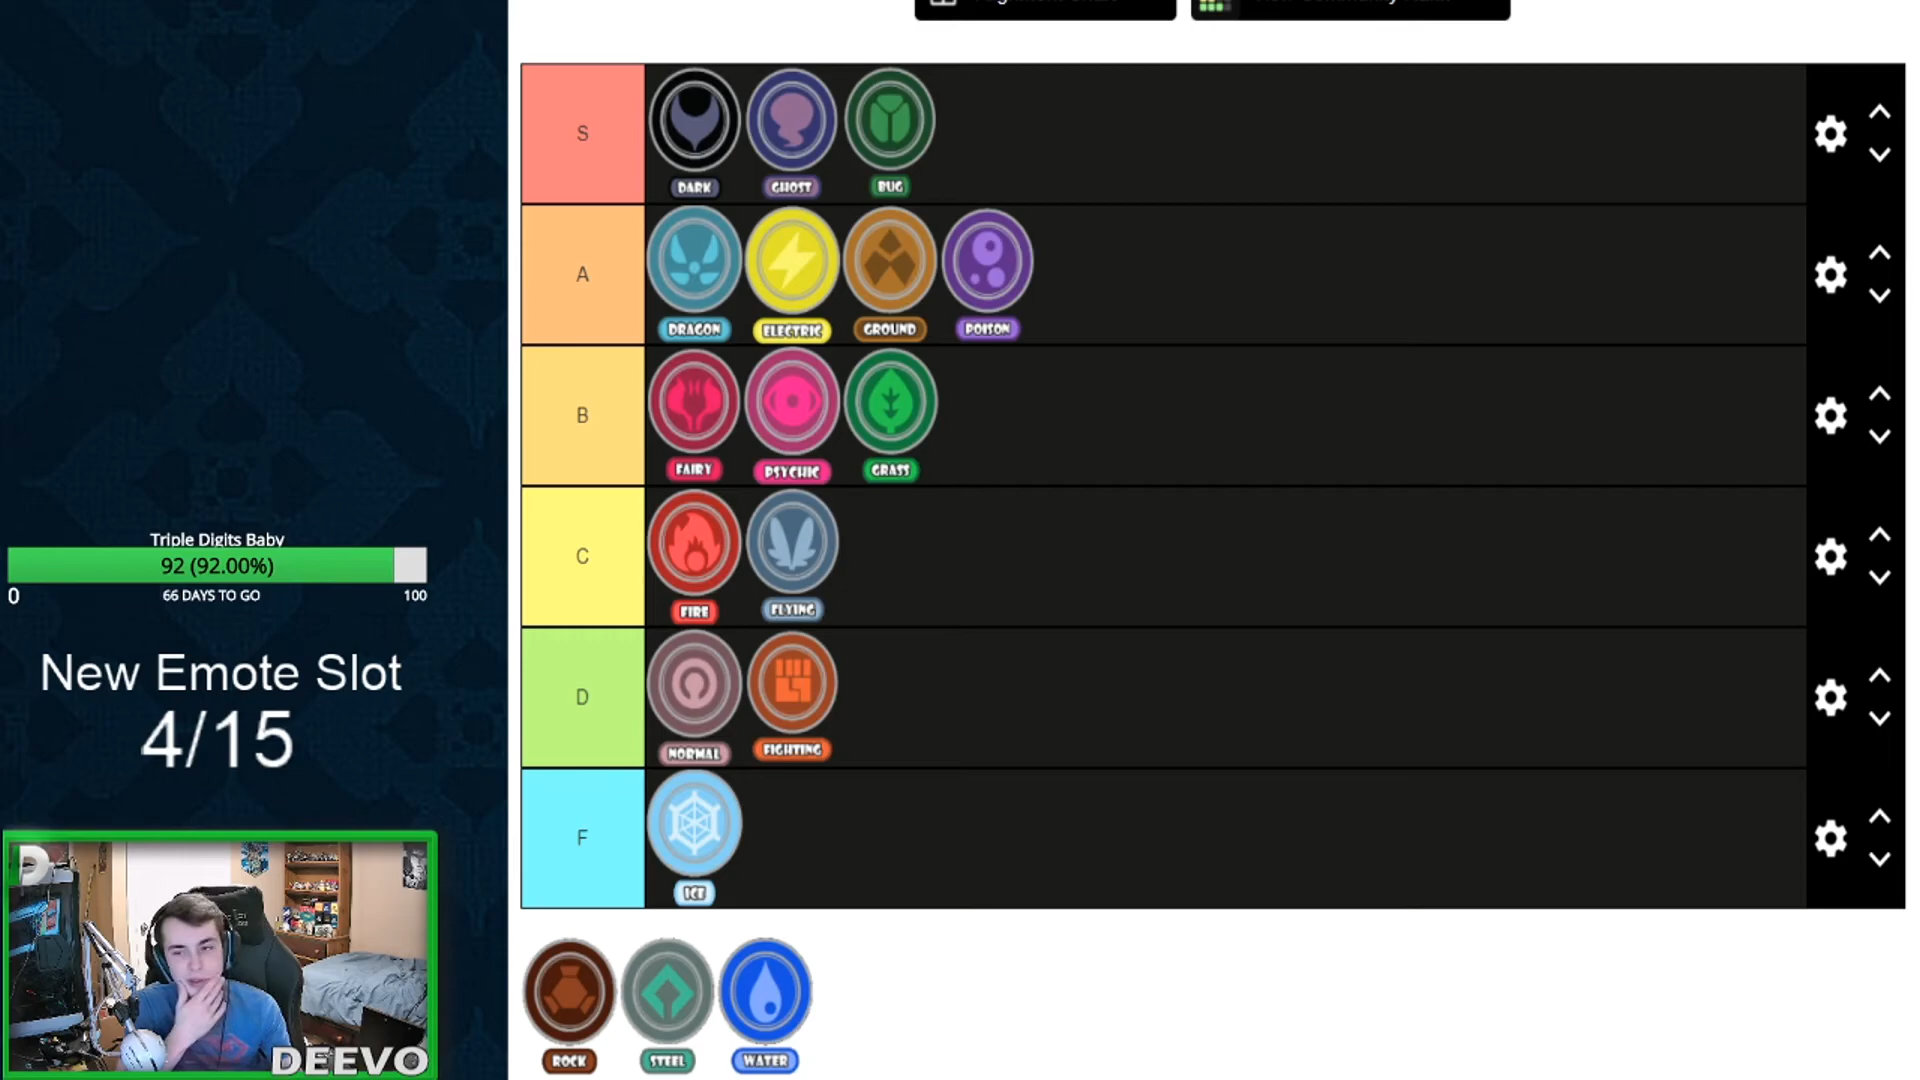 S
DARK
GHOST
BUG
A
DRAGON
ELECTRIC
GROUND
POISON
B
FAIRY
PSYCHIC
GRASS
C
FIRE
FLYING
D
NORMAL
FIGHTING
F
ICE
ROCK
STEEL
WATER
Triple Digits Baby
92 (92.00%)
0
66 DAYS TO GO
100
New Emote Slot
4/15
DEEVO